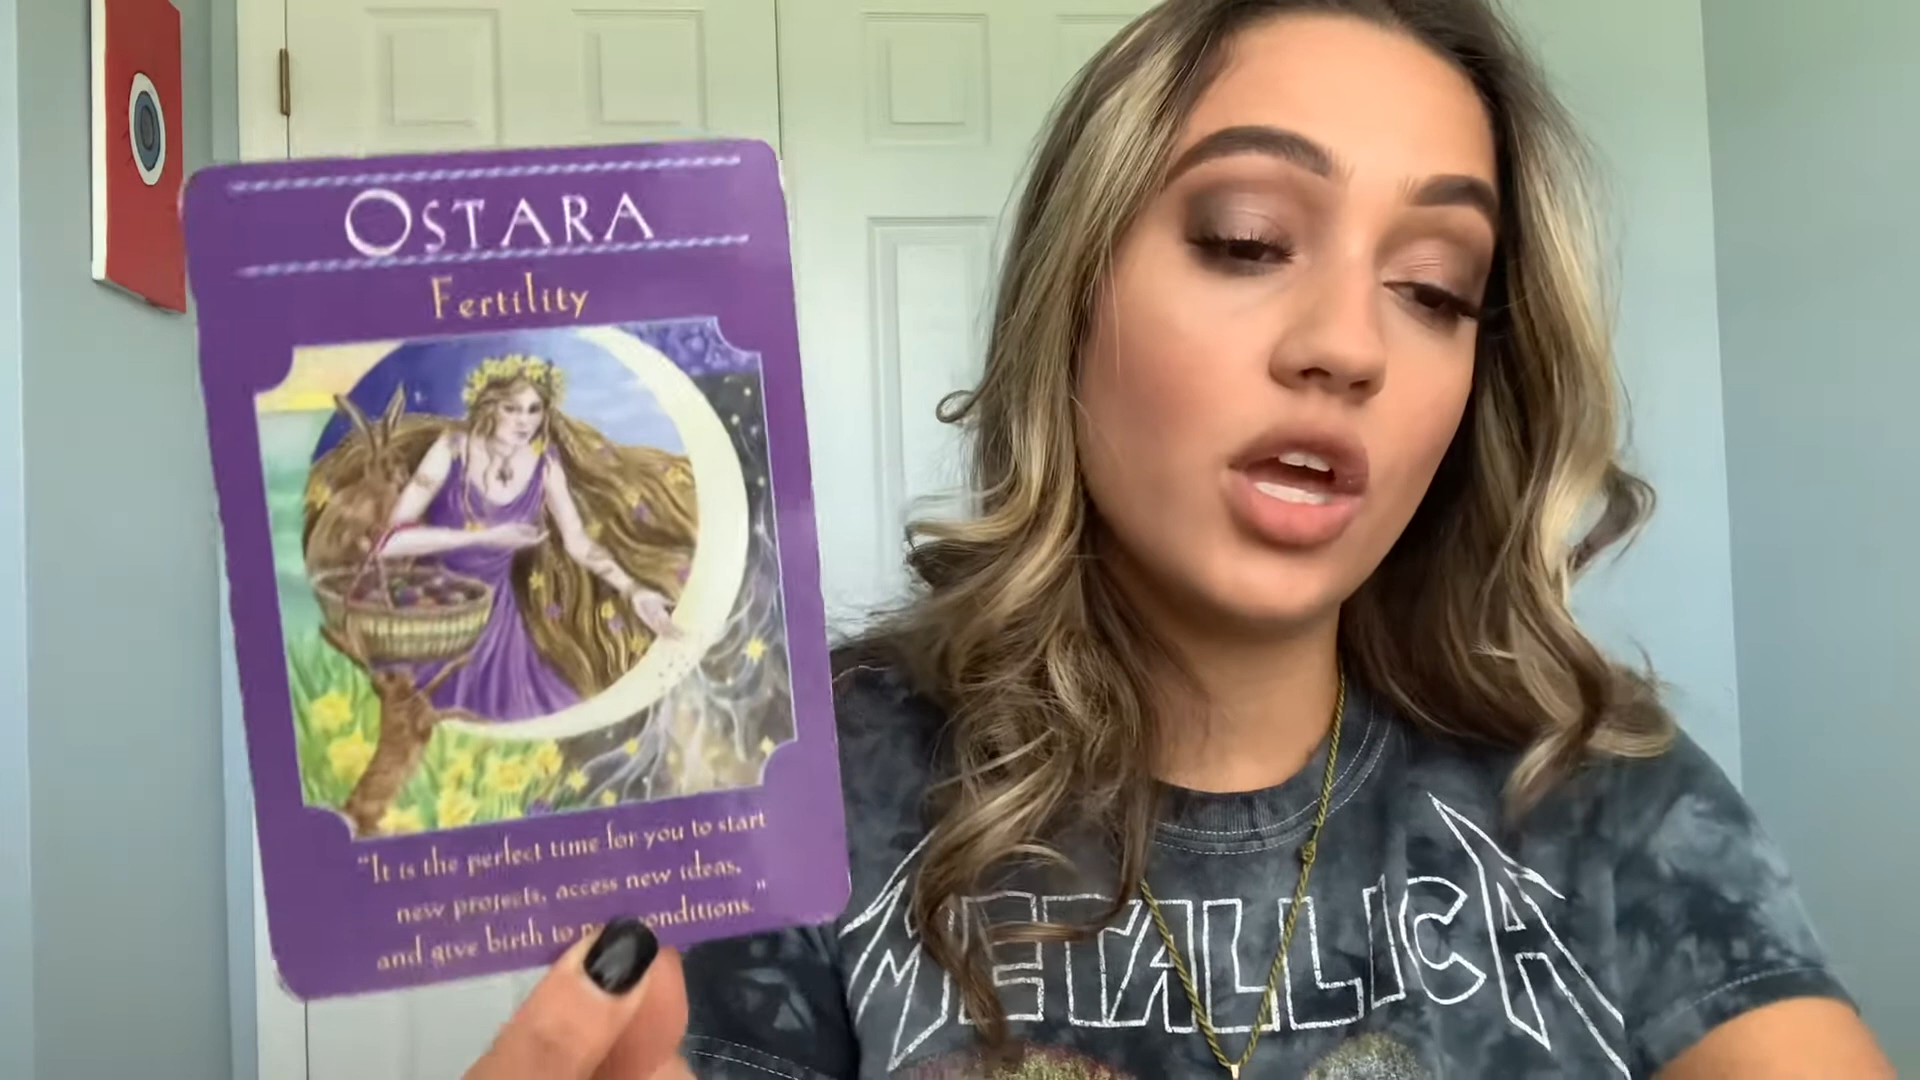 OSTARA
Fertility
"It is the perfect time for you to start
new projects, access new ideas,
and give birth to conditions."
METALLICA